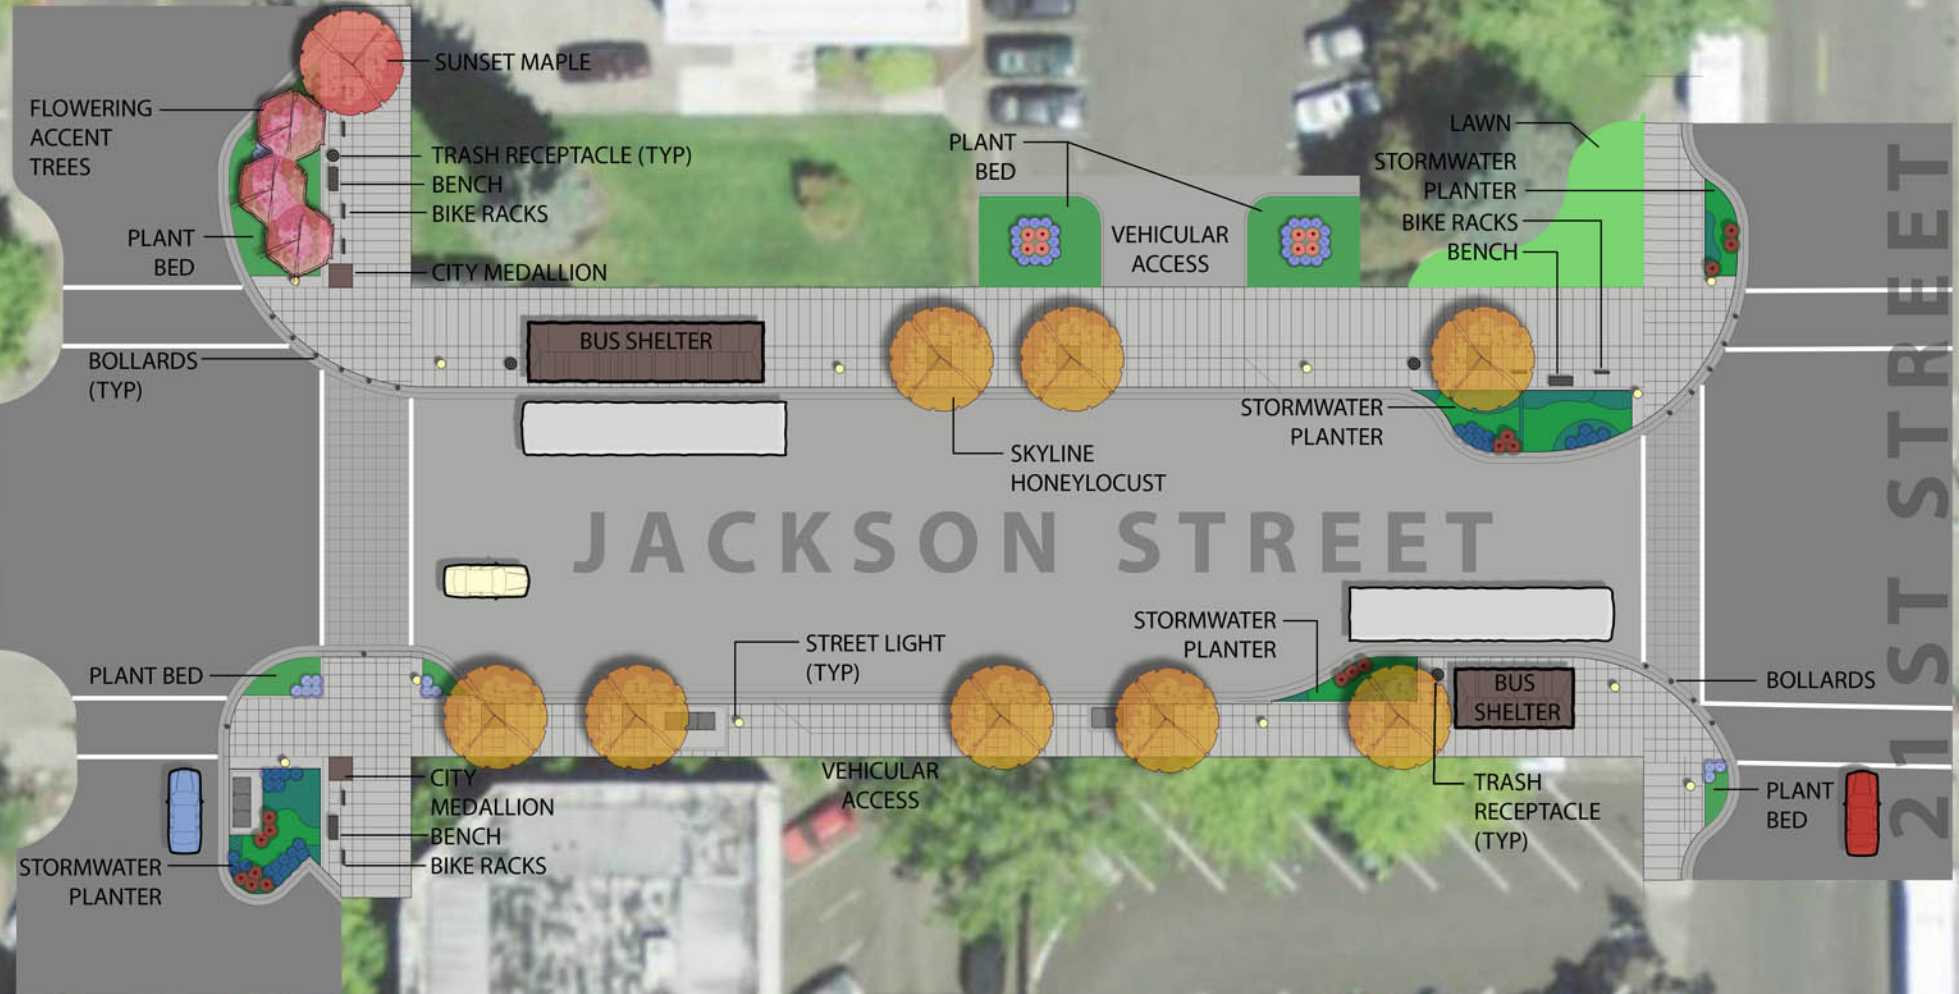 SUNSET MAPLE
FLOWERING
ACCENT
TREES
TRASH RECEPTACLE (TYP)
BENCH
BIKE RACKS
PLANT
BED
CITY MEDALLION
BOLLARDS
(TYP)
BUS SHELTER
PLANT
BED
VEHICULAR
ACCESS
LAWN
STORMWATER
PLANTER
BIKE RACKS
BENCH
STORMWATER
PLANTER
SKYLINE
HONEYLOCUST
JACKSON STREET
21ST STREET
STORMWATER
PLANTER
STREET LIGHT
(TYP)
PLANT BED
BUS
SHELTER
BOLLARDS
CITY
MEDALLION
BENCH
BIKE RACKS
VEHICULAR
ACCESS
TRASH
RECEPTACLE
(TYP)
PLANT
BED
STORMWATER
PLANTER